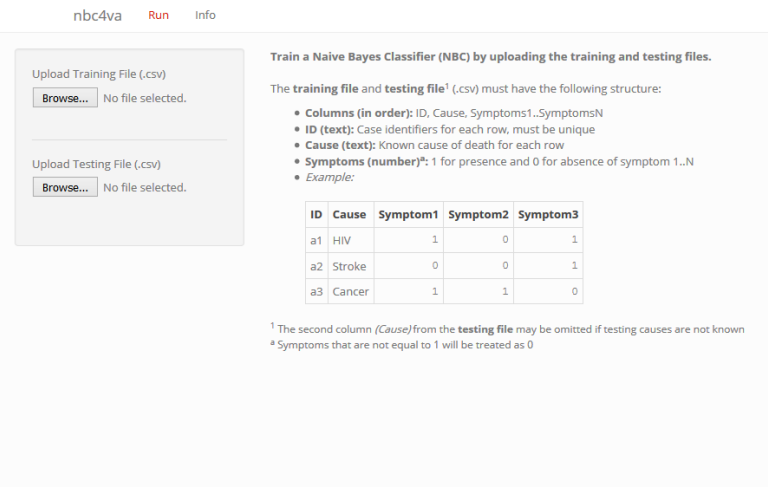 nbc4va Run Info
Upload Training File (.csv)
Browse... No file selected.
Upload Testing File (.csv)
Browse... No file selected.
Train a Naive Bayes Classifier (NBC) by uploading the training and testing files.
The training file and testing file1 (.csv) must have the following structure:
• Columns (in order): ID, Cause, Symptoms1..SymptomsN
• ID (text): Case identifiers for each row, must be unique
• Cause (text): Known cause of death for each row
• Symptoms (number)a: 1 for presence and 0 for absence of symptom 1..N
• Example:
ID Cause Symptom1 Symptom2 Symptom3
a1 HIV 1 0 1
a2 Stroke 0 0 1
a3 Cancer 1 1 0
1 The second column (Cause) from the testing file may be omitted if testing causes are not known
a Symptoms that are not equal to 1 will be treated as 0